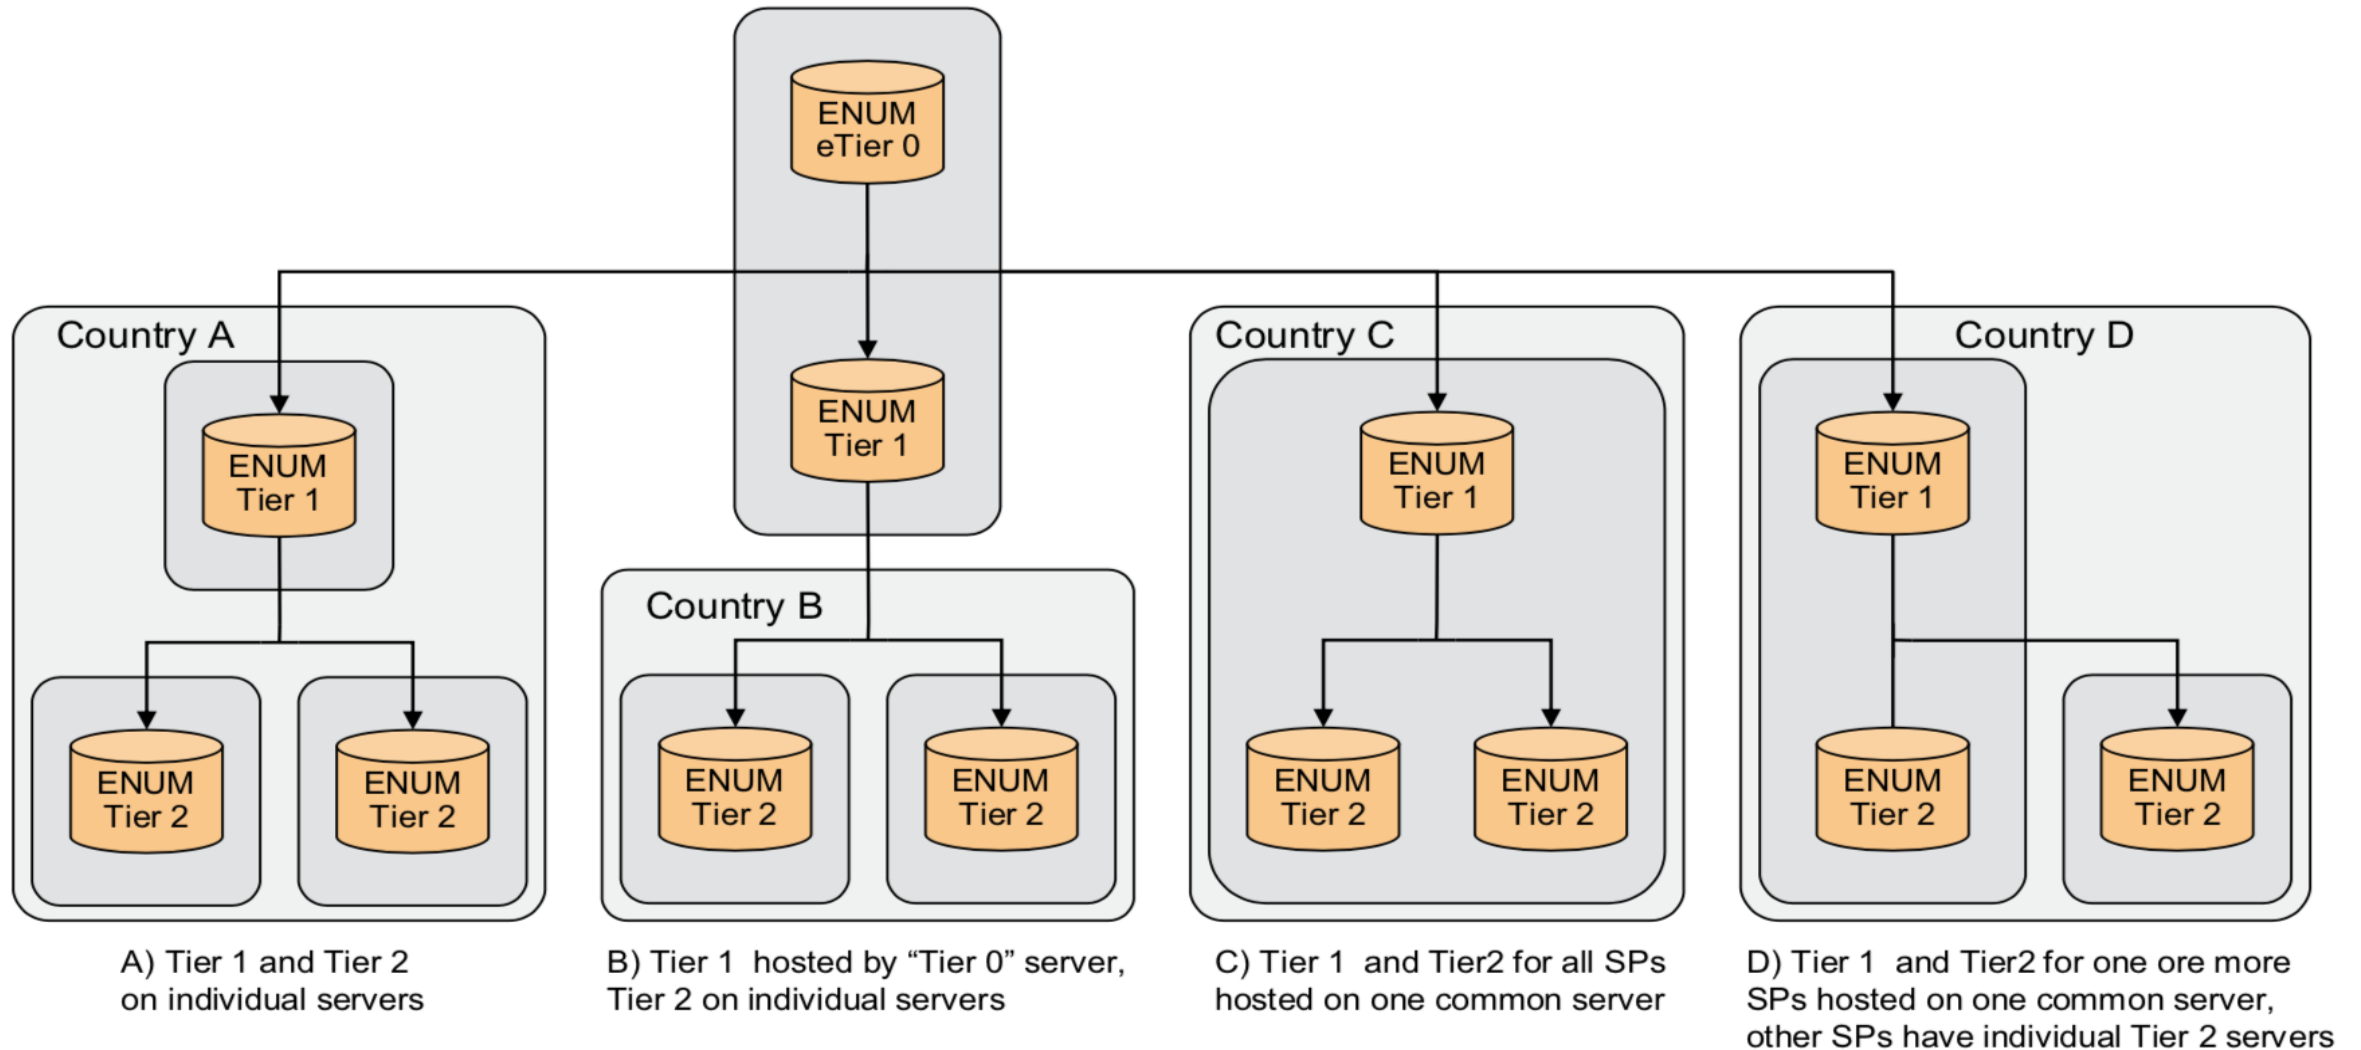 ENUM
eTier 0
Country A
ENUM
Tier 1
ENUM
Tier 2
ENUM
Tier 2
A) Tier 1 and Tier 2
on individual servers
ENUM
Tier 1
Country B
ENUM
Tier 2
ENUM
Tier 2
B) Tier 1 hosted by “Tier 0” server,
Tier 2 on individual servers
Country C
ENUM
Tier 1
ENUM
Tier 2
ENUM
Tier 2
C) Tier 1 and Tier2 for all SPs
hosted on one common server
Country D
ENUM
Tier 1
ENUM
Tier 2
ENUM
Tier 2
D) Tier 1 and Tier2 for one ore more
SPs hosted on one common server,
other SPs have individual Tier 2 servers